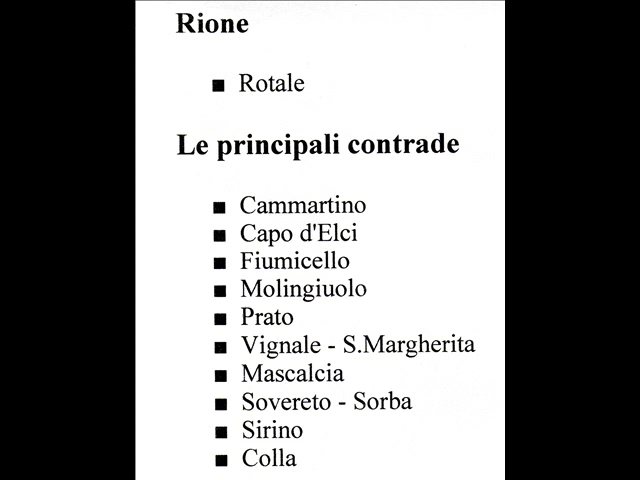 Rione
■ Rotale
Le principali contrade
■ Cammartino
■ Capo d'Elci
■ Fiumicello
■ Molingiuolo
■ Prato
■ Vignale - S.Margherita
■ Mascalcia
■ Sovereto - Sorba
■ Sirino
■ Colla